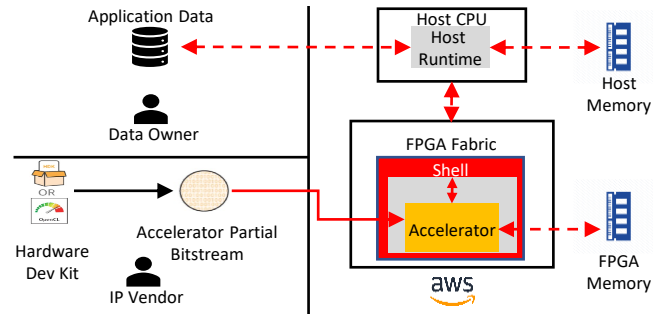 Application Data
Data Owner
Host CPU
Host
Runtime
Host
Memory
FPGA Fabric
Shell
Accelerator
FPGA
Memory
aws
OR
OpenCL
Hardware
Dev Kit
Accelerator Partial
Bitstream
IP Vendor